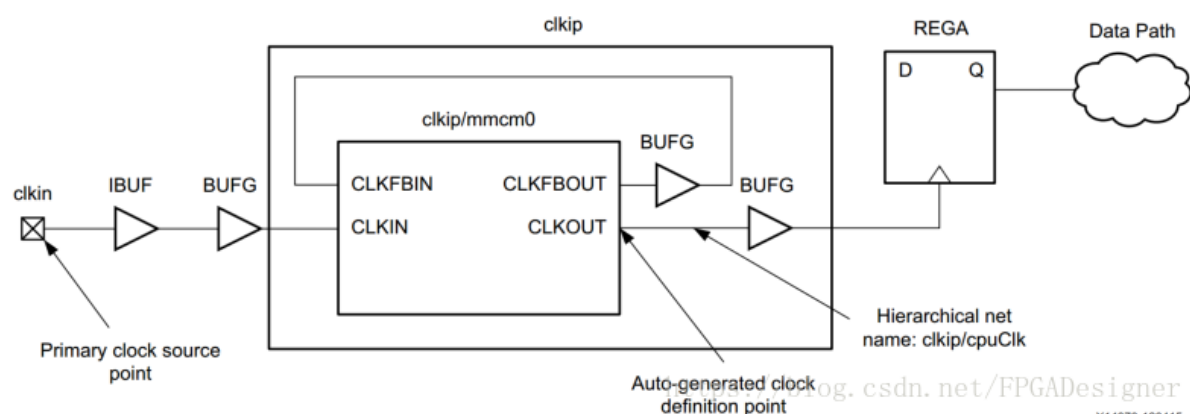 clkip
REGA
Data Path
D
Q
clkip/mmcm0
BUFG
clkin
IBUF
BUFG
CLKFBIN
CLKFBOUT
BUFG
CLKIN
CLKOUT
Primary clock source
point
Hierarchical net
name: clkip/cpuClk
Auto-generated clock
definition point
https://blog.csdn.net/FPGADesigner